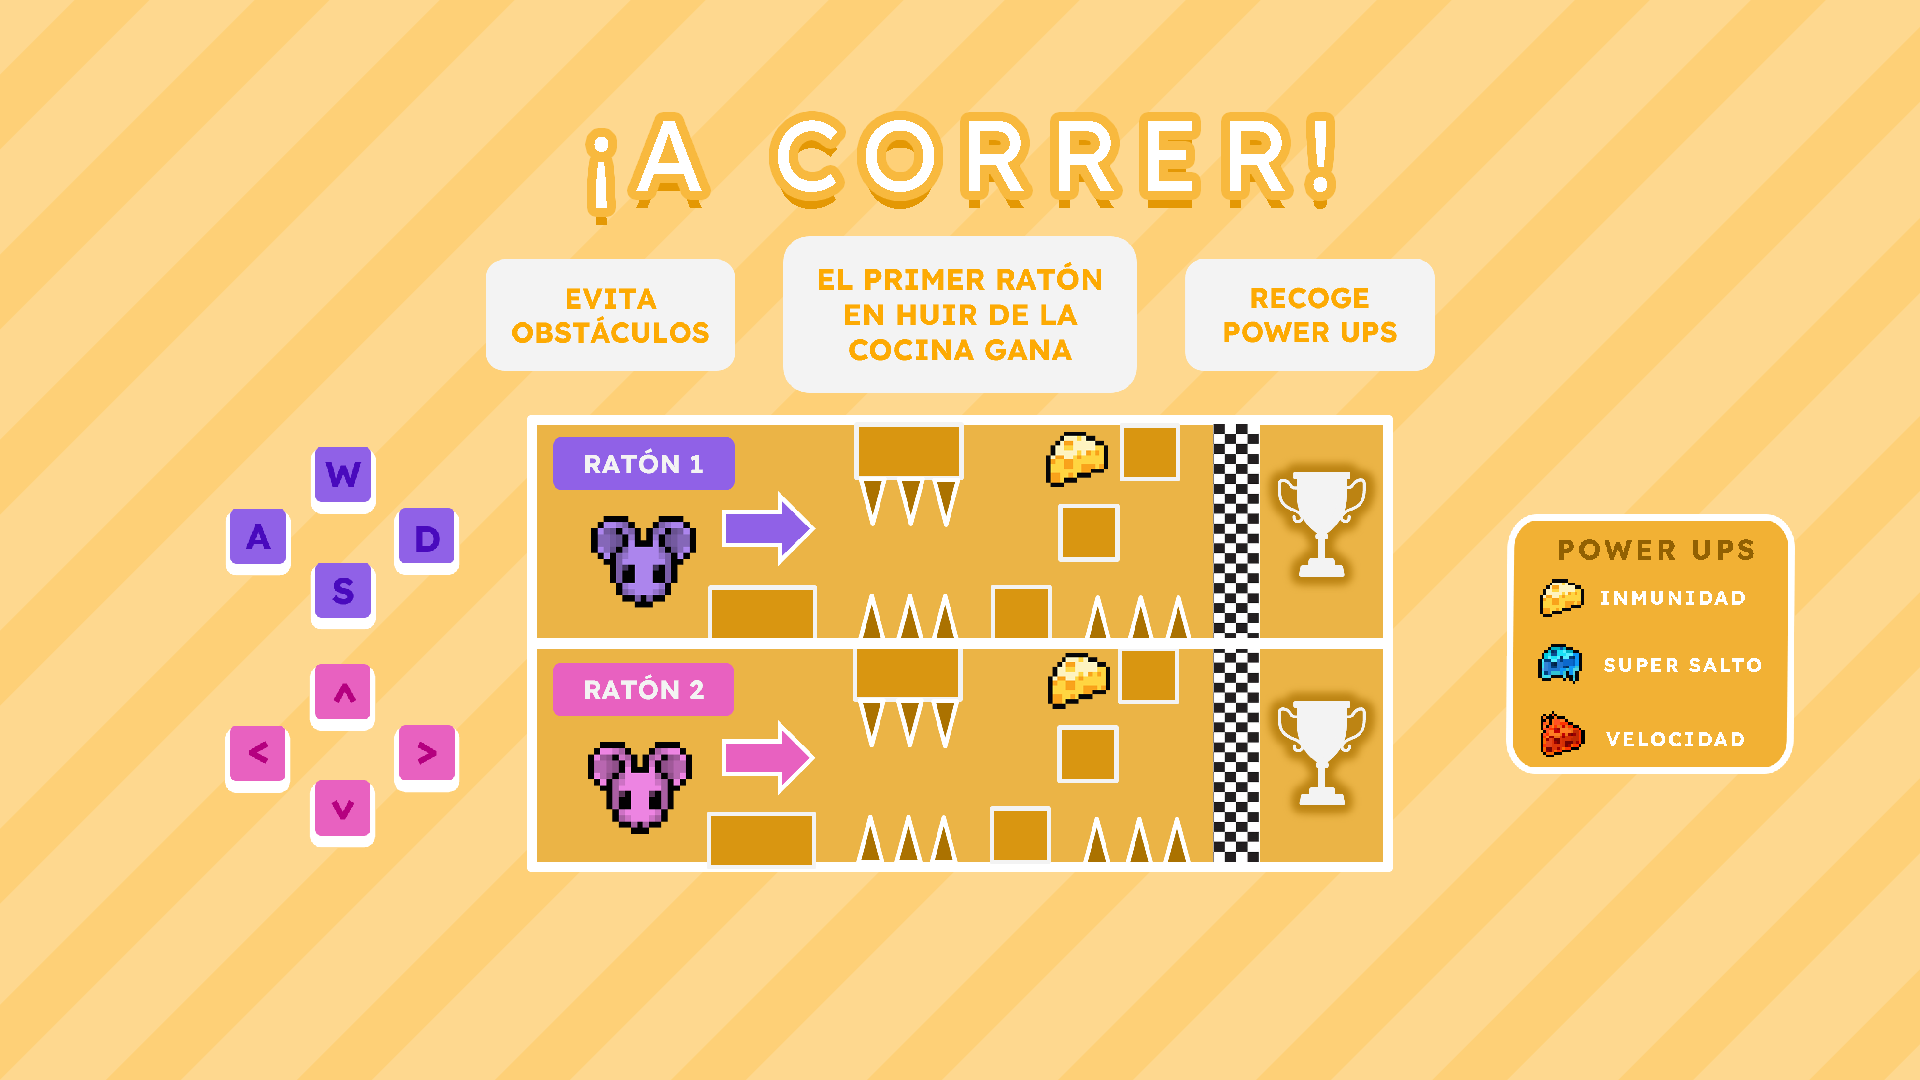 ¡A CORRER!
EVITA
OBSTÁCULOS
EL PRIMER RATÓN
EN HUIR DE LA
COCINA GANA
RECOGE
POWER UPS
W
A
D
S
^
<
>
v
RATÓN 1
RATÓN 2
POWER UPS
INMUNIDAD
SUPER SALTO
VELOCIDAD